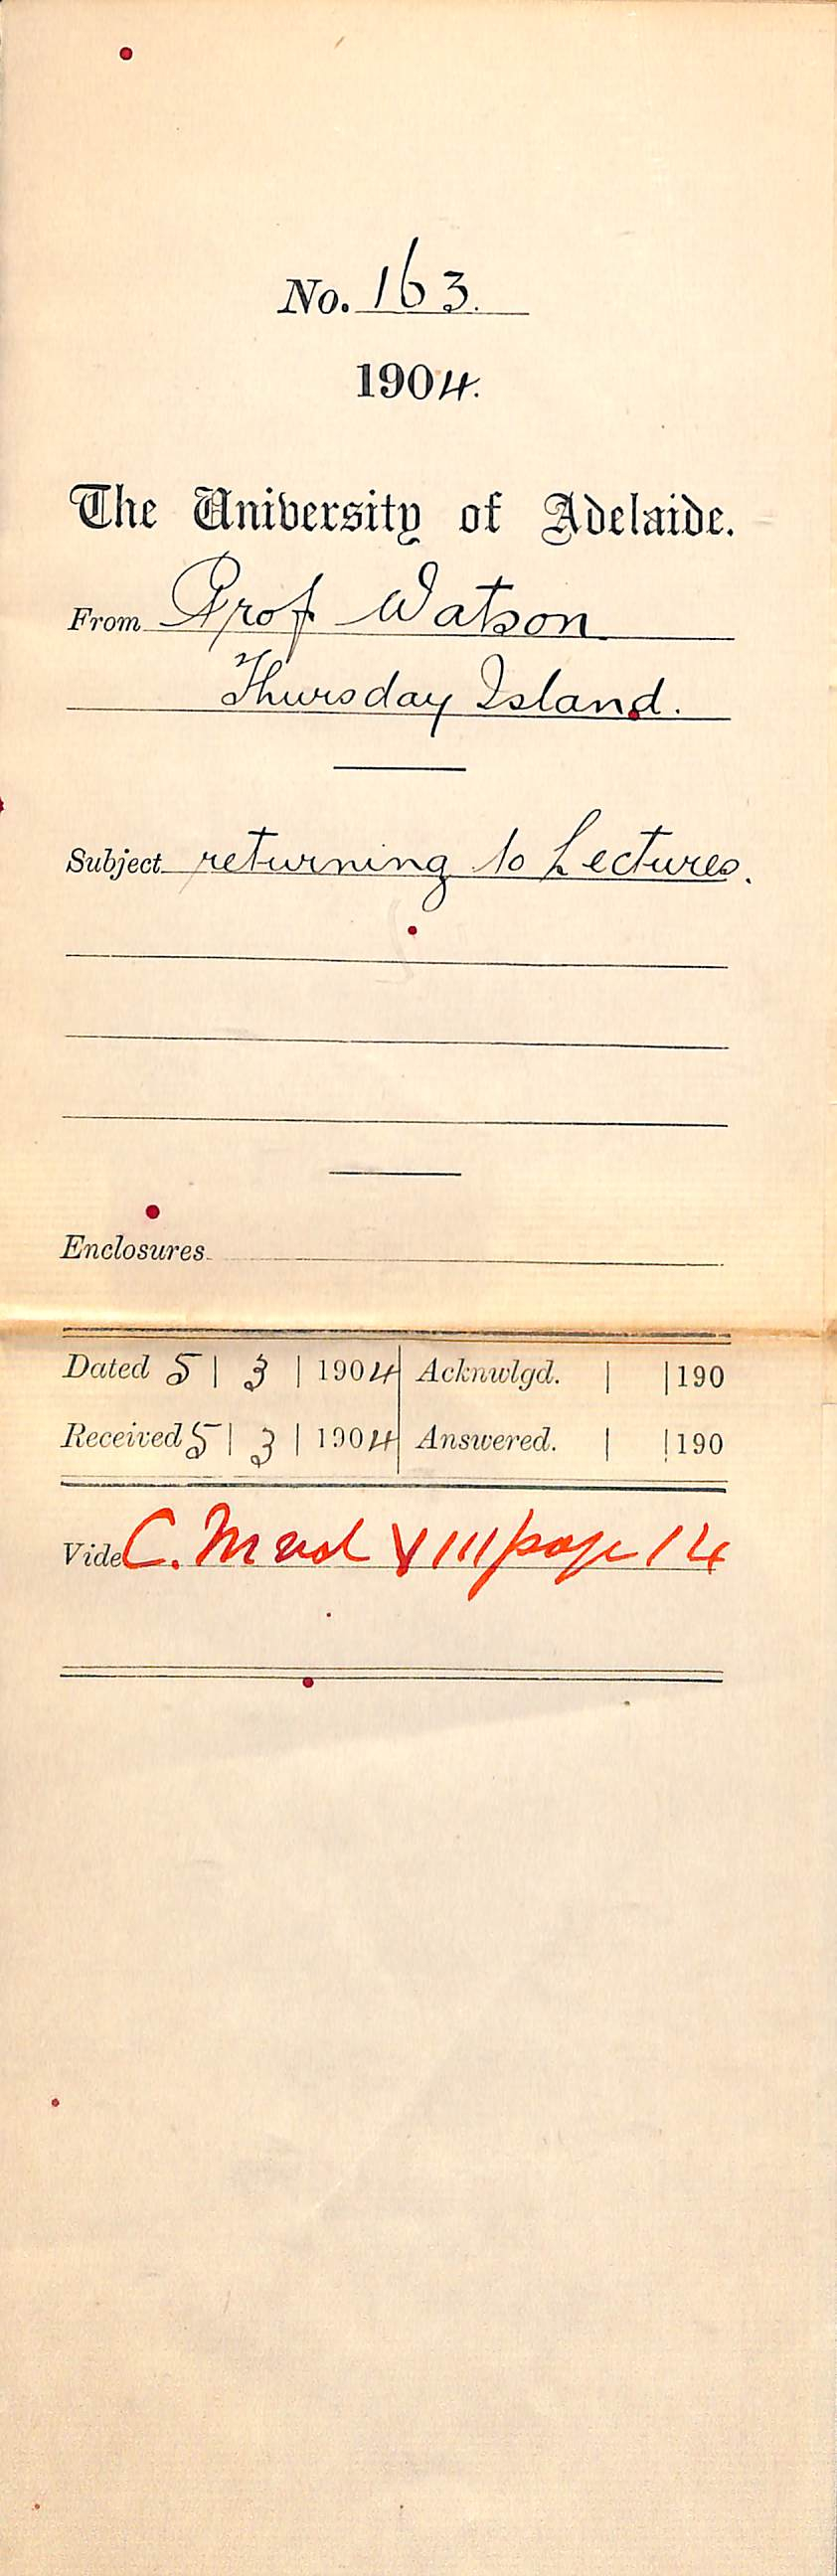 No. 163.
1904.
The University of Adelaide.
From Prof Watson
Thursday Island.
Subject returning to Lectures.
Enclosures
Dated 5 | 3 | 1904 Acknwlgd. | | 190
Received 5 | 3 | 1904 Answered. | | 190
Vide C. Med VIII page 14